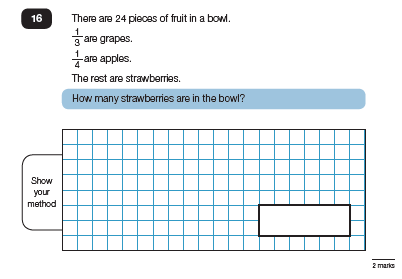 16 There are 24 pieces of fruit in a bowl.
1/3 are grapes.
1/4 are apples.
The rest are strawberries.
How many strawberries are in the bowl?
Show
your
method
2 marks